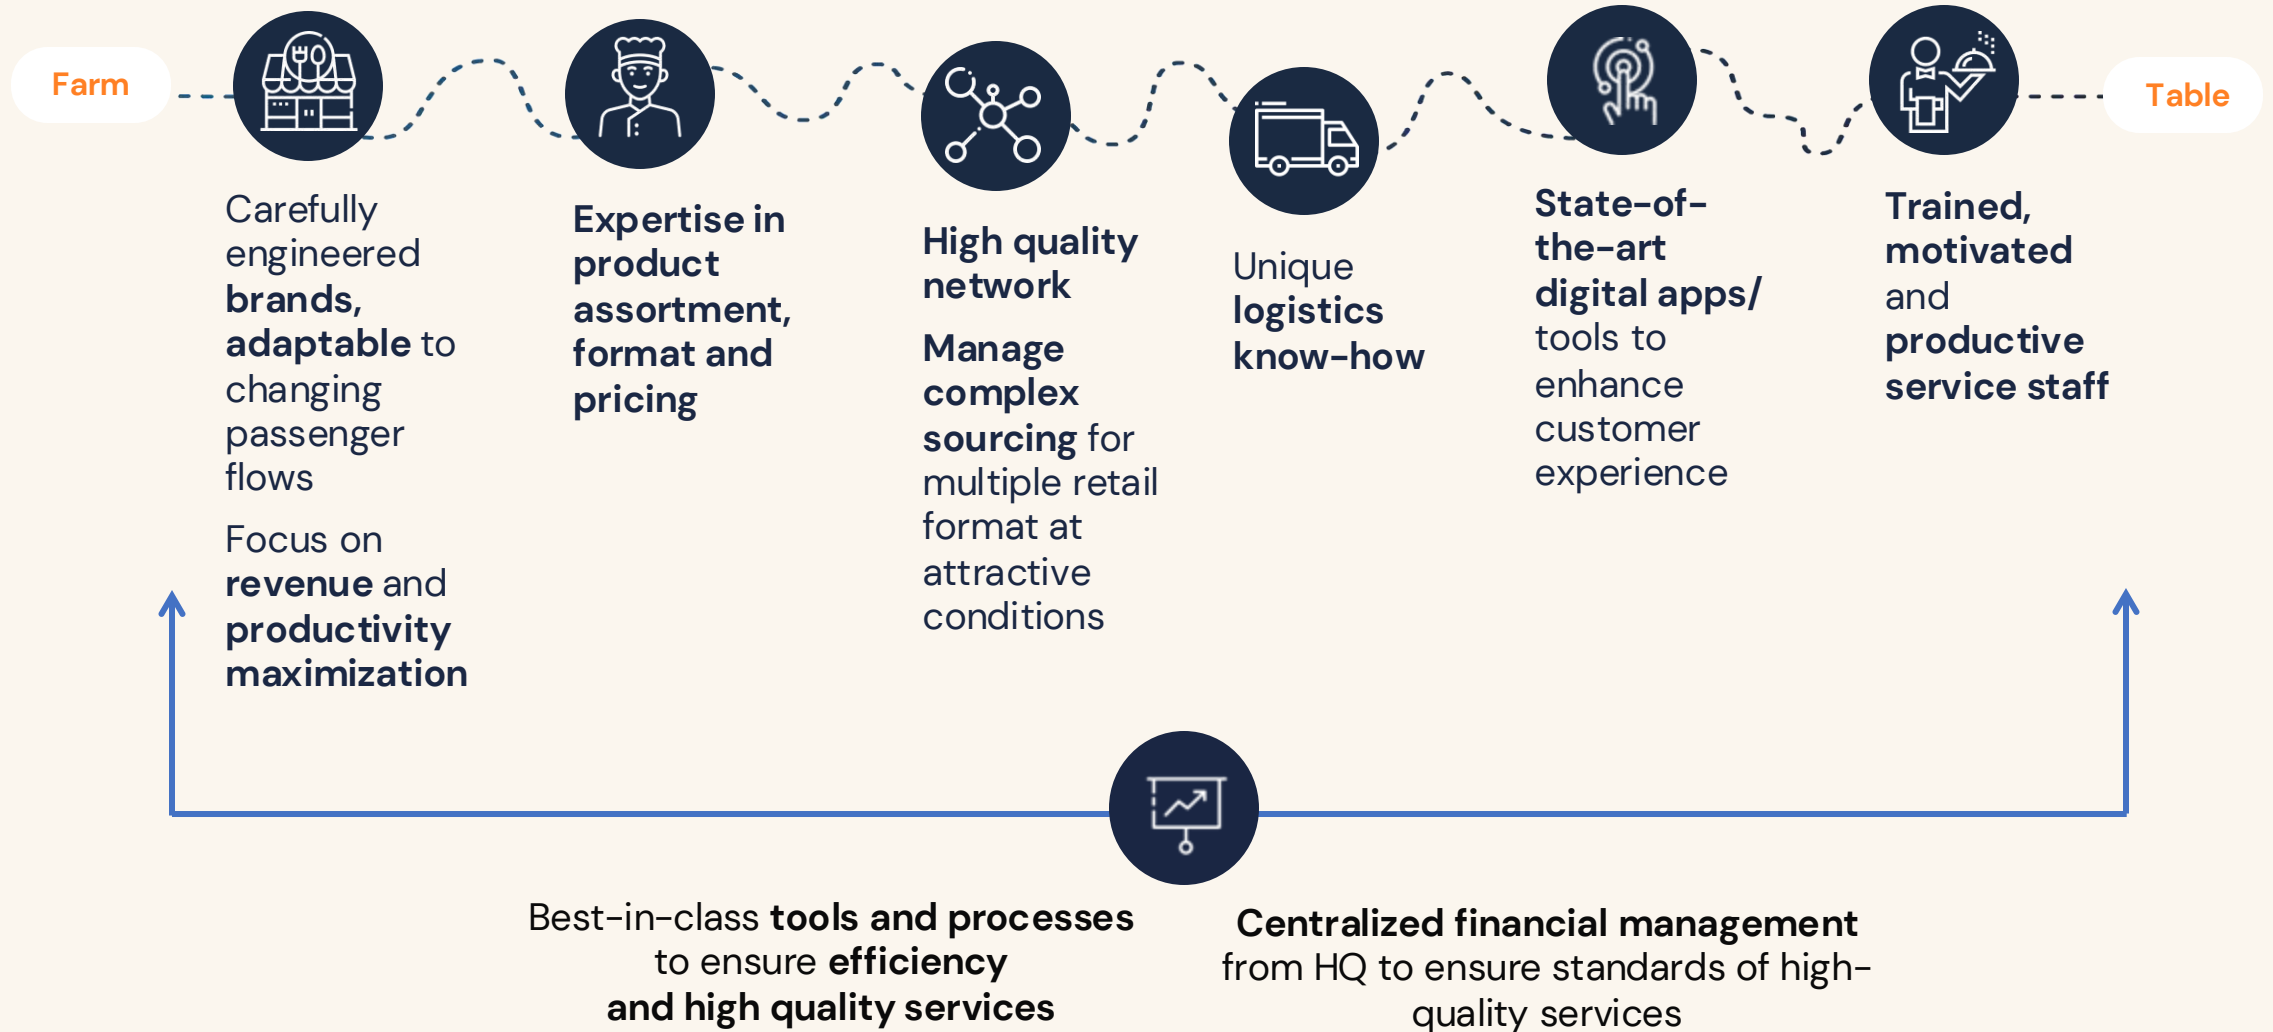 Farm
Carefully
engineered
brands,
adaptable to
changing
passenger
flows
Focus on
revenue and
productivity
maximization
Expertise in
product
assortment,
format and
pricing
High quality
network
Manage
complex
sourcing for
multiple retail
format at
attractive
conditions
Unique
logistics
know-how
State-of-
the-art
digital apps/
tools to
enhance
customer
experience
Trained,
motivated
and
productive
service staff
Table
Best-in-class tools and processes
to ensure efficiency
and high quality services
Centralized financial management
from HQ to ensure standards of high-
quality services